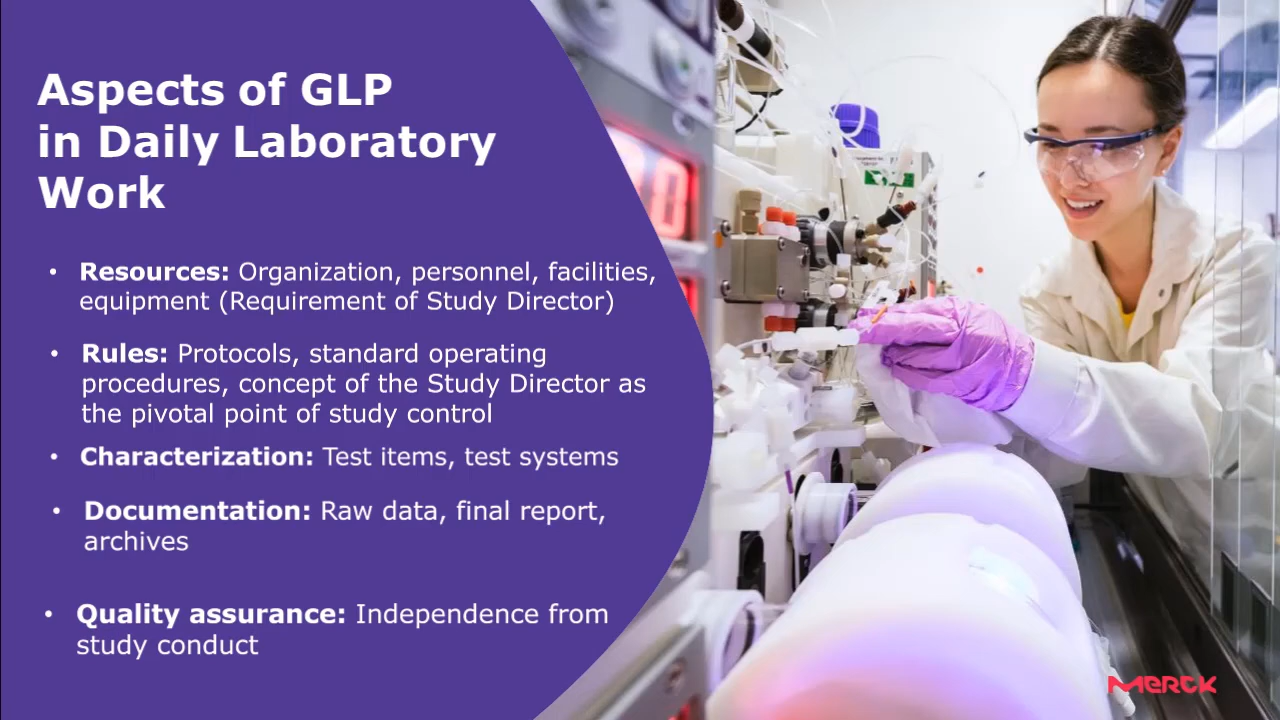 Aspects of GLP
in Daily Laboratory
Work
• Resources: Organization, personnel, facilities,
equipment (Requirement of Study Director)
• Rules: Protocols, standard operating
procedures, concept of the Study Director as
the pivotal point of study control
• Characterization: Test items, test systems
• Documentation: Raw data, final report,
archives
• Quality assurance: Independence from
study conduct
MERCK